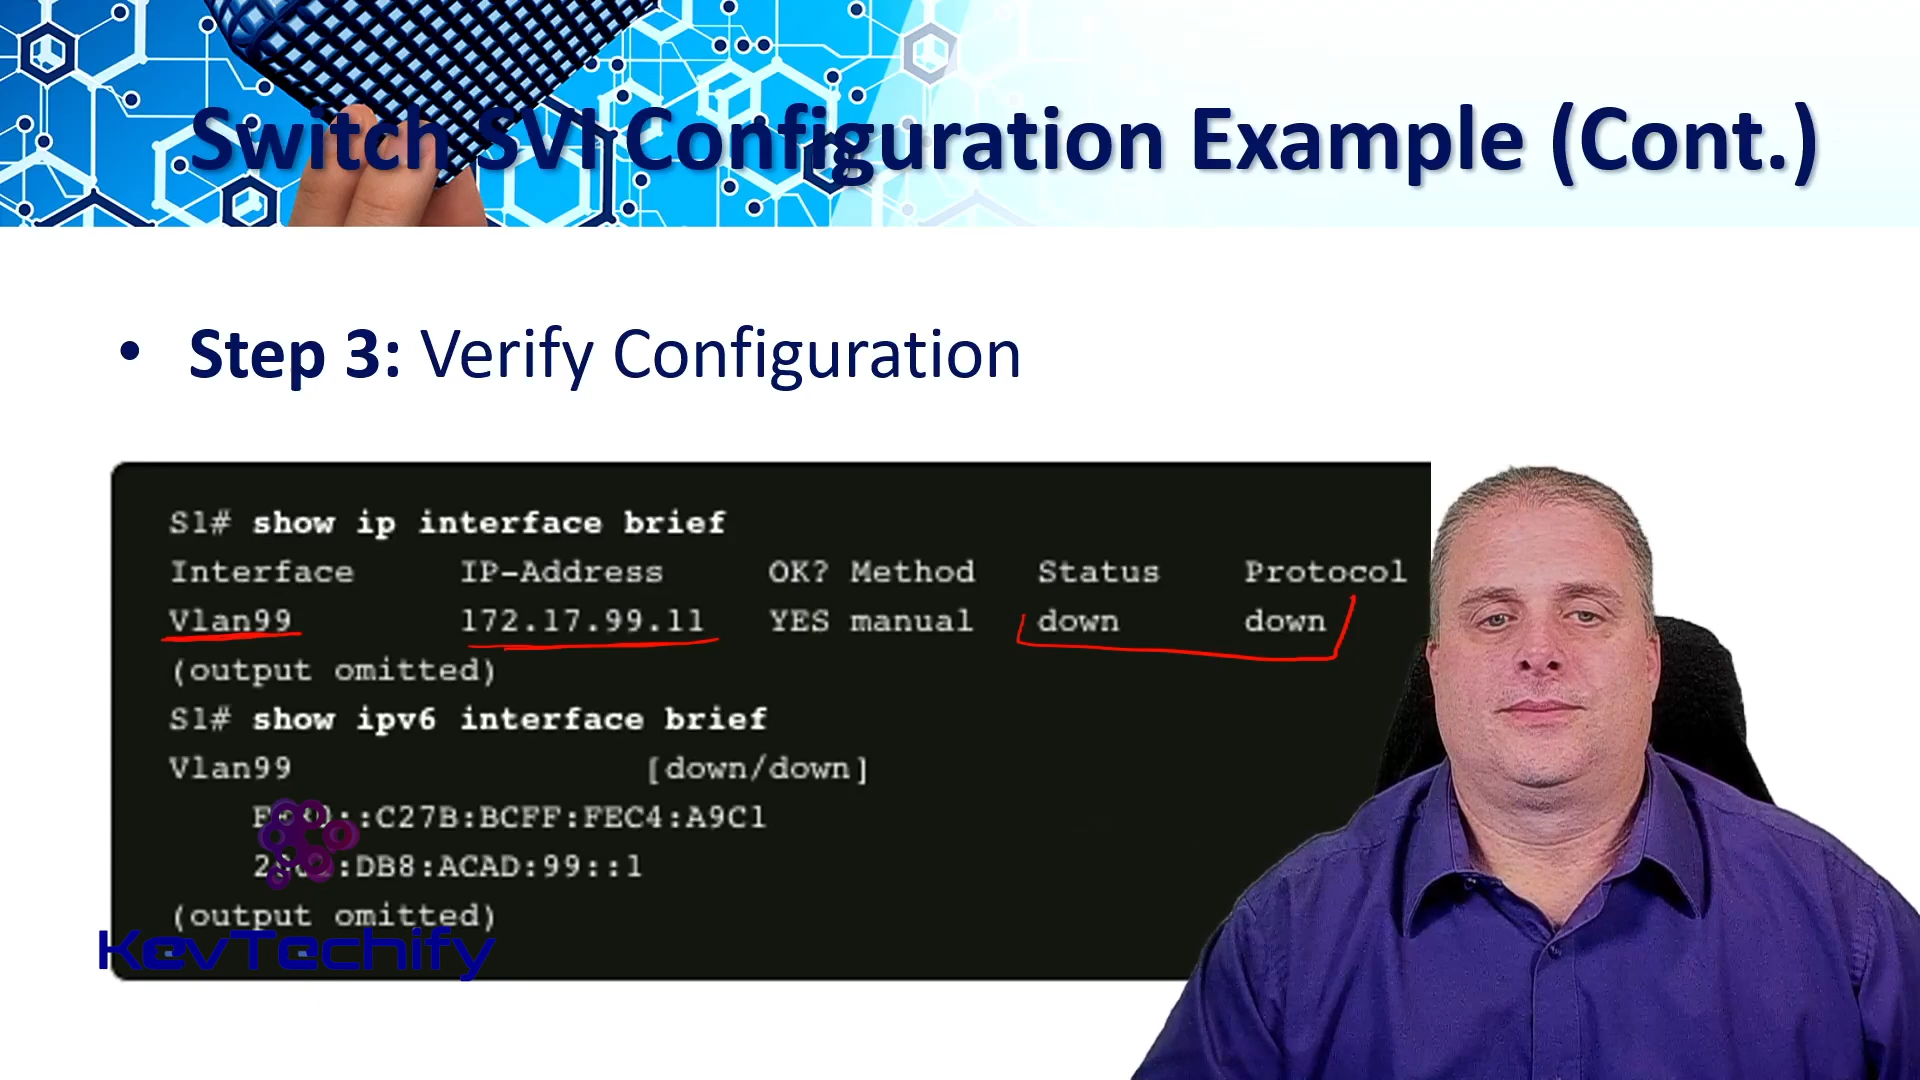 Switch SVI Configuration Example (Cont.)
• Step 3: Verify Configuration
S1# show ip interface brief
Interface IP-Address OK? Method Status Protocol
Vlan99 172.17.99.11 YES manual down down
(output omitted)
S1# show ipv6 interface brief
Vlan99 [down/down]
::C27B:BCFF:FEC4:A9C1
:DB8:ACAD:99::1
(output omitted)
KevTechify